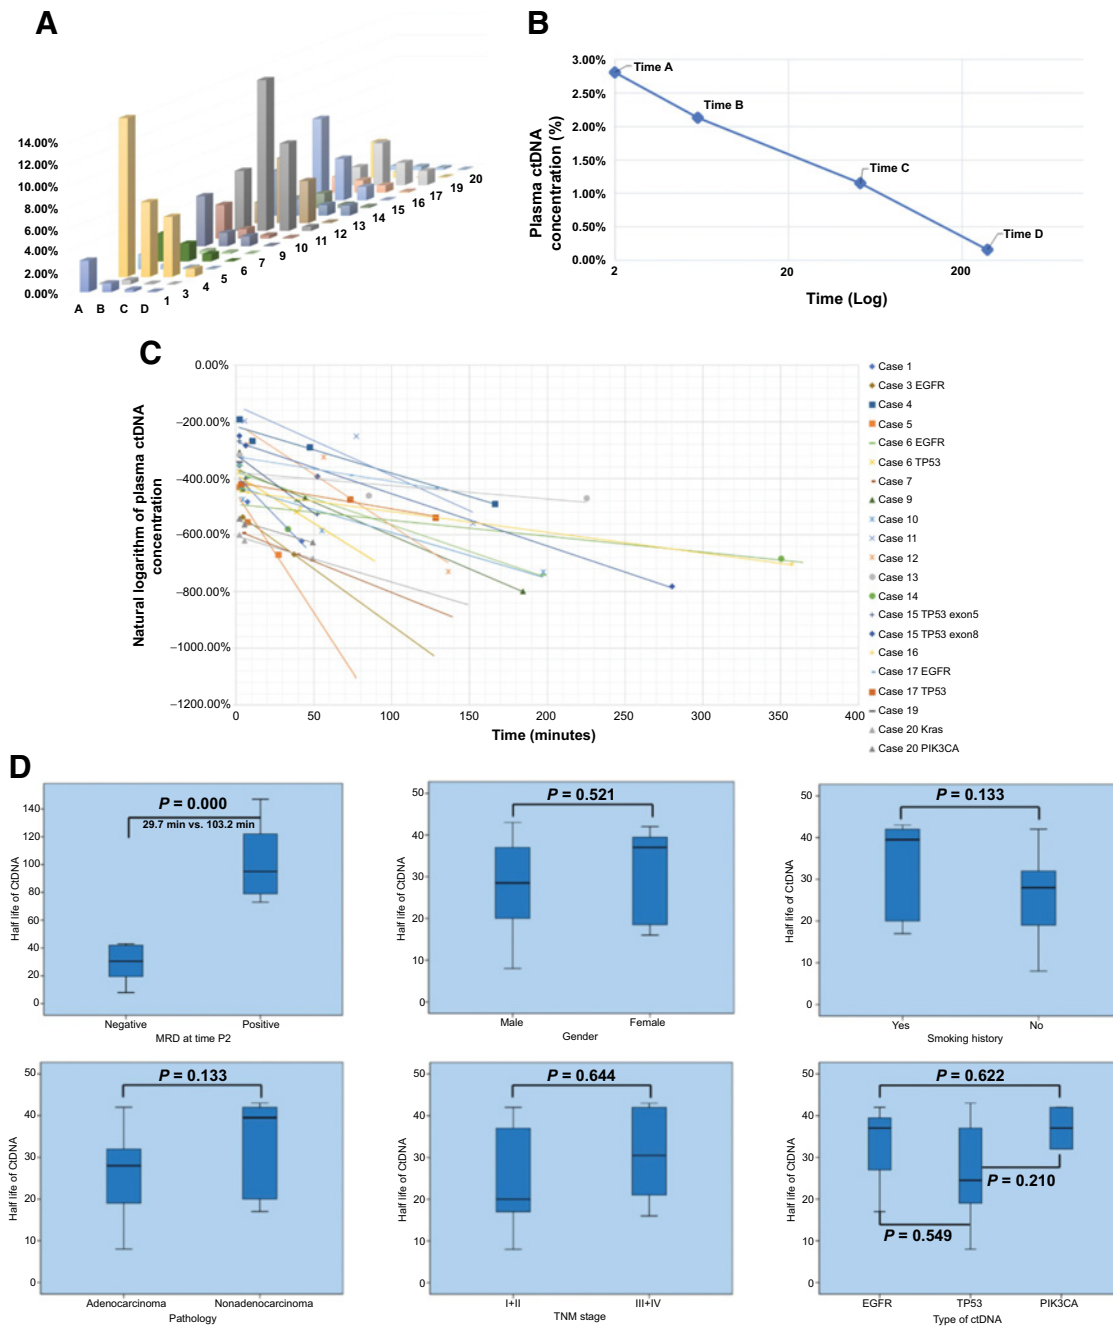 A
14.00%
12.00%
10.00%
8.00%
6.00%
4.00%
2.00%
0.00%
A B C D 1 3 4 5 6 7 9 10 11 12 13 14 15 16 17 19 20
B
Plasma ctDNA
concentration (%)
3.00%
2.50%
2.00%
1.50%
1.00%
0.50%
0.00%
Time A
Time B
Time C
Time D
2 20 200
Time (Log)
C
Natural logarithm of plasma ctDNA
concentration
0.00%
–200.00%
–400.00%
–600.00%
–800.00%
–1000.00%
–1200.00%
0 50 100 150 200 250 300 350 400
Time (minutes)
Case 1
Case 3 EGFR
Case 4
Case 5
Case 6 EGFR
Case 6 TP53
Case 7
Case 9
Case 10
Case 11
Case 12
Case 13
Case 14
Case 15 TP53 exon5
Case 15 TP53 exon8
Case 16
Case 17 EGFR
Case 17 TP53
Case 19
Case 20 Kras
Case 20 PIK3CA
D
Half life of CtDNA
140
120
100
80
60
40
20
0
P = 0.000
29.7 min vs. 103.2 min
Negative Positive
MRD at time P2
Half life of CtDNA
50
40
30
20
10
0
P = 0.521
Male Female
Gender
Half life of CtDNA
50
40
30
20
10
0
P = 0.133
Yes No
Smoking history
Half life of CtDNA
50
40
30
20
10
0
P = 0.133
Adenocarcinoma Nonadenocarcinoma
Pathology
Half life of CtDNA
50
40
30
20
10
0
P = 0.644
I+II III+IV
TNM stage
Half life of CtDNA
50
40
30
20
10
0
P = 0.622
P = 0.210
P = 0.549
EGFR TP53 PIK3CA
Type of ctDNA